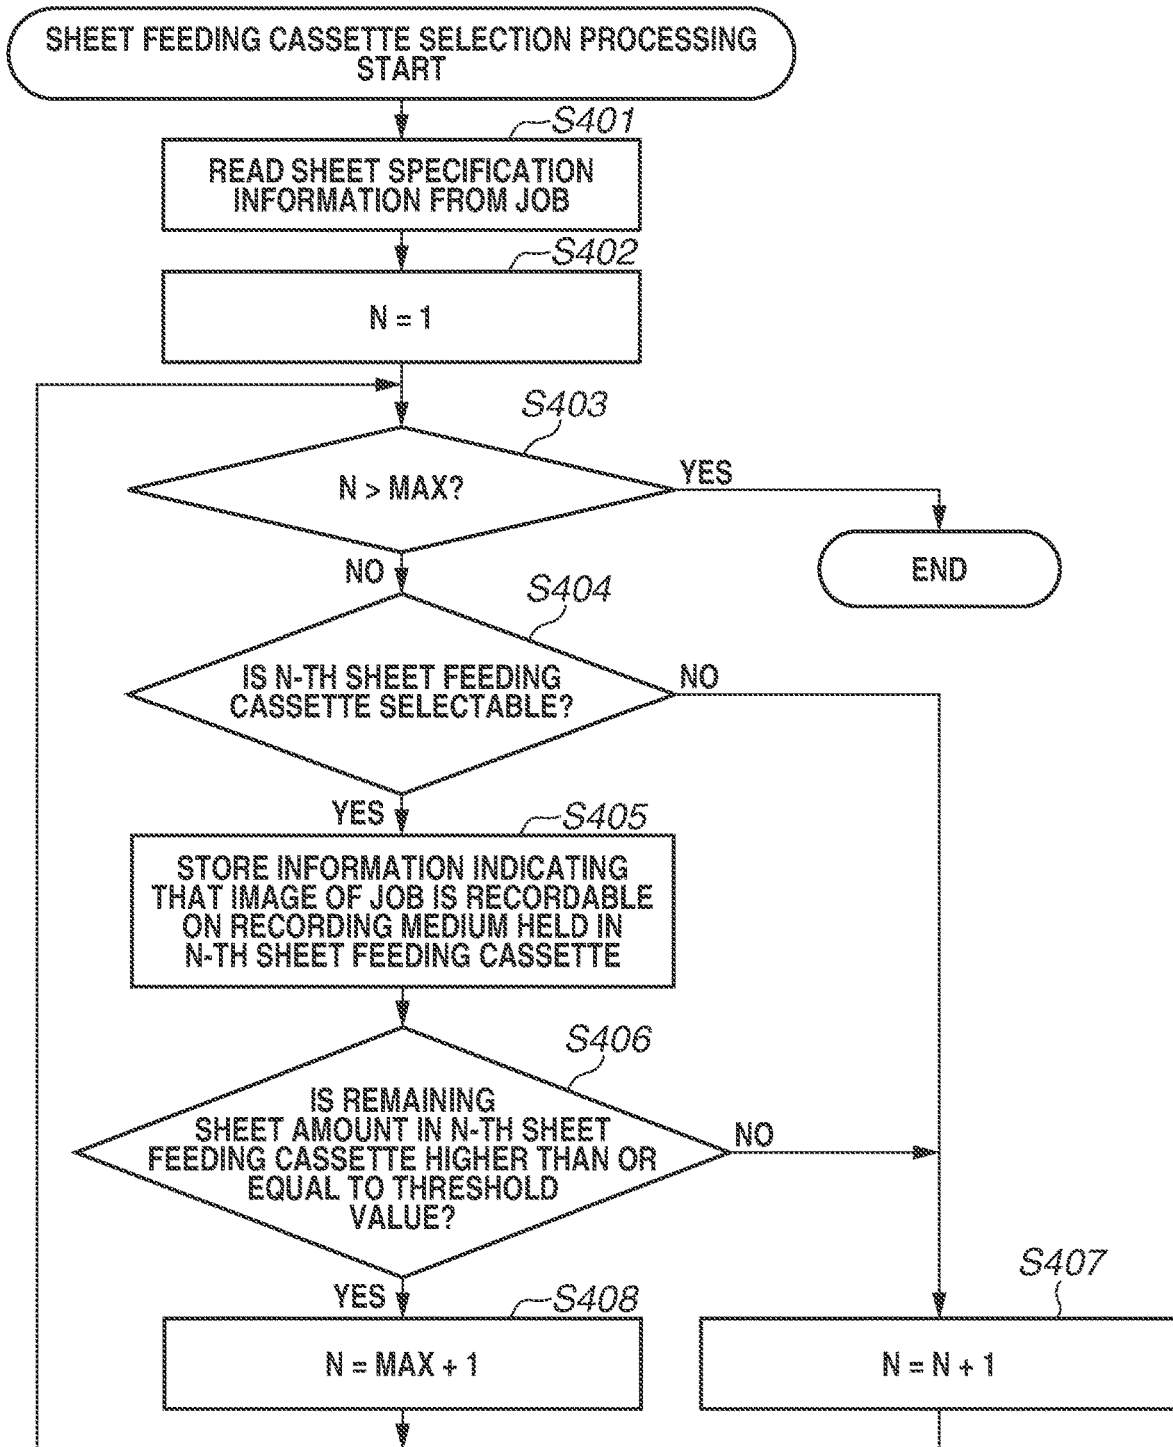 SHEET FEEDING CASSETTE SELECTION PROCESSING
START
S401
READ SHEET SPECIFICATION
INFORMATION FROM JOB
S402
N = 1
S403
N > MAX?
YES
END
NO
S404
IS N-TH SHEET FEEDING
CASSETTE SELECTABLE?
NO
YES
S405
STORE INFORMATION INDICATING
THAT IMAGE OF JOB IS RECORDABLE
ON RECORDING MEDIUM HELD IN
N-TH SHEET FEEDING CASSETTE
S406
IS REMAINING
SHEET AMOUNT IN N-TH SHEET
FEEDING CASSETTE HIGHER THAN OR
EQUAL TO THRESHOLD
VALUE?
NO
YES
S408
N = MAX + 1
S407
N = N + 1